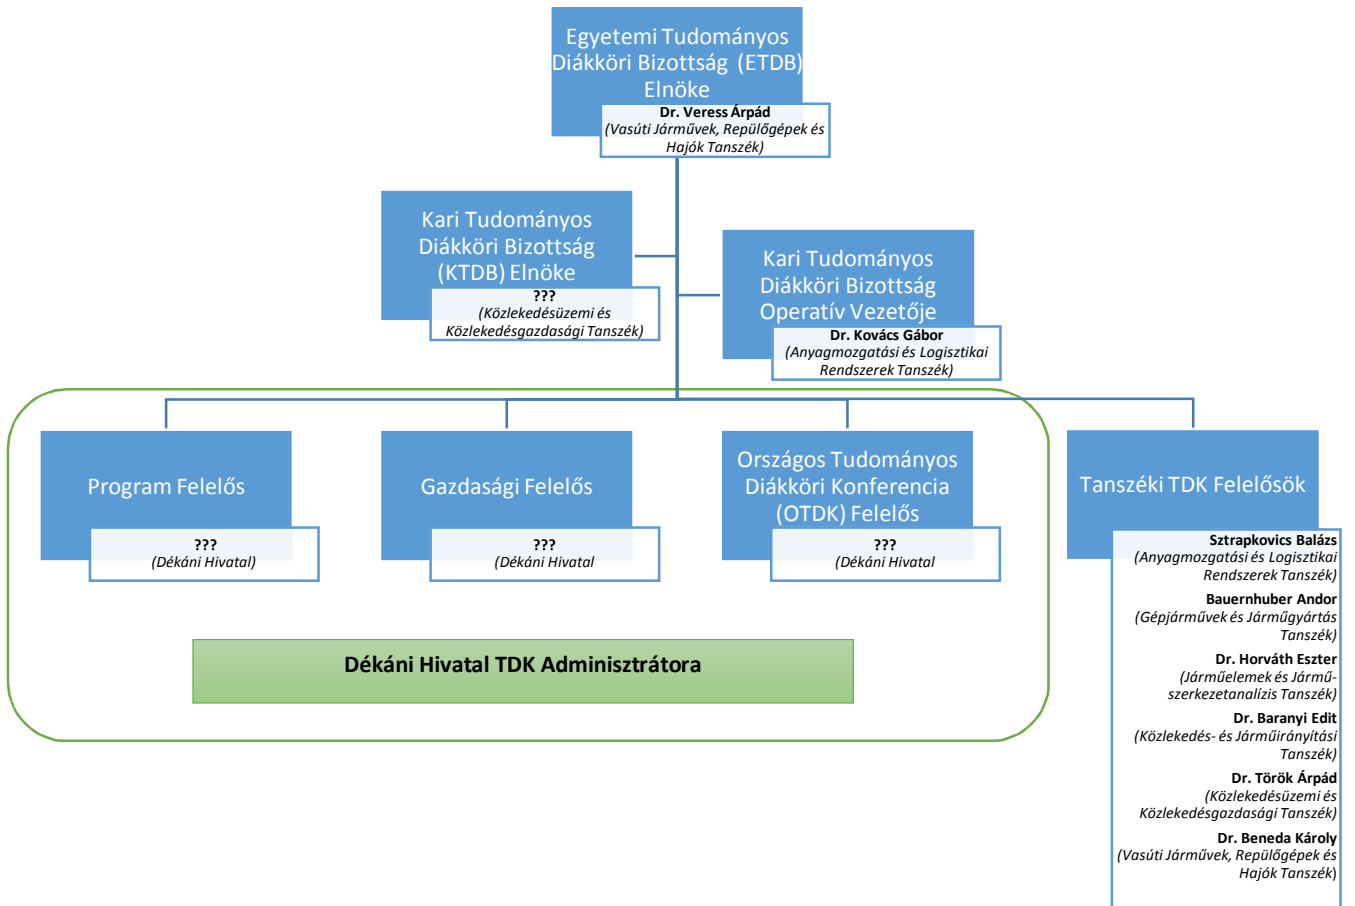 Egyetemi Tudományos
Diákköri Bizottság (ETDB)
Elnöke
Dr. Veress Árpád
(Vasúti Járművek, Repülőgépek és
Hajók Tanszék)
Kari Tudományos
Diákköri Bizottság
(KTDB) Elnöke
???
(Közlekedésüzemi és
Közlekedésgazdasági Tanszék)
Kari Tudományos
Diákköri Bizottság
Operatív Vezetője
Dr. Kovács Gábor
(Anyagmozgatási és Logisztikai
Rendszerek Tanszék)
Program Felelős
???
(Dékáni Hivatal)
Gazdasági Felelős
???
(Dékáni Hivatal
Országos Tudományos
Diákköri Konferencia
(OTDK) Felelős
???
(Dékáni Hivatal
Tanszéki TDK Felelősök
Sztrapkovics Balázs
(Anyagmozgatási és Logisztikai
Rendszerek Tanszék)
Bauernhuber Andor
(Gépjárművek és Járműgyártás
Tanszék)
Dr. Horváth Eszter
(Járműelemek és Jármű-
szerkezetanalízis Tanszék)
Dr. Baranyi Edit
(Közlekedés- és Járműirányítási
Tanszék)
Dr. Török Árpád
(Közlekedésüzemi és
Közlekedésgazdasági Tanszék)
Dr. Beneda Károly
(Vasúti Járművek, Repülőgépek és
Hajók Tanszék)
Dékáni Hivatal TDK Adminisztrátora